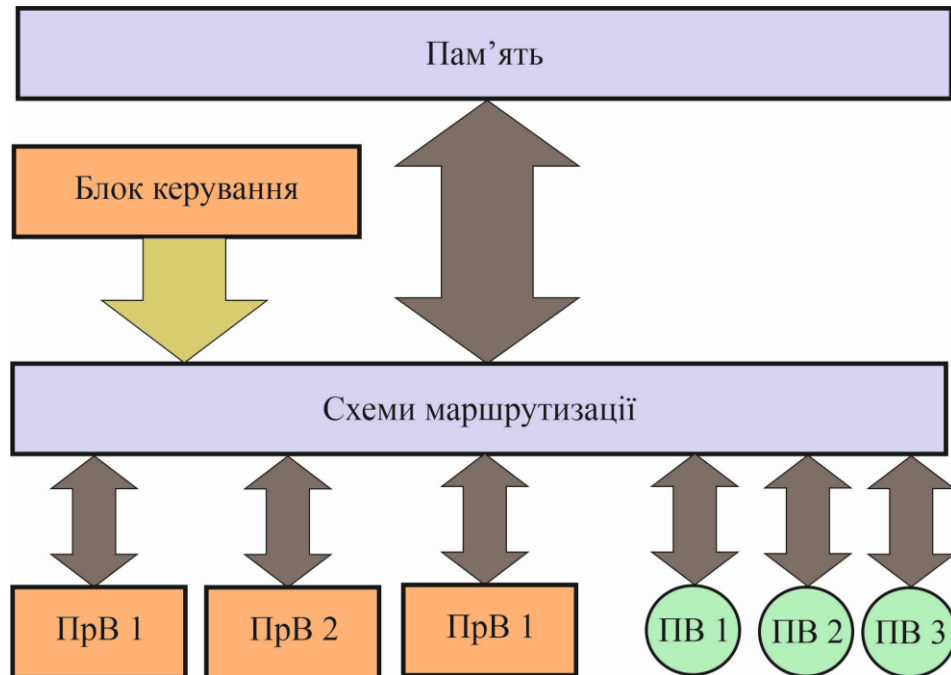 Пам’ять
Блок керування
Схеми маршрутизації
ПрВ 1 ПрВ 2 ПрВ 1 ПВ 1 ПВ 2 ПВ 3